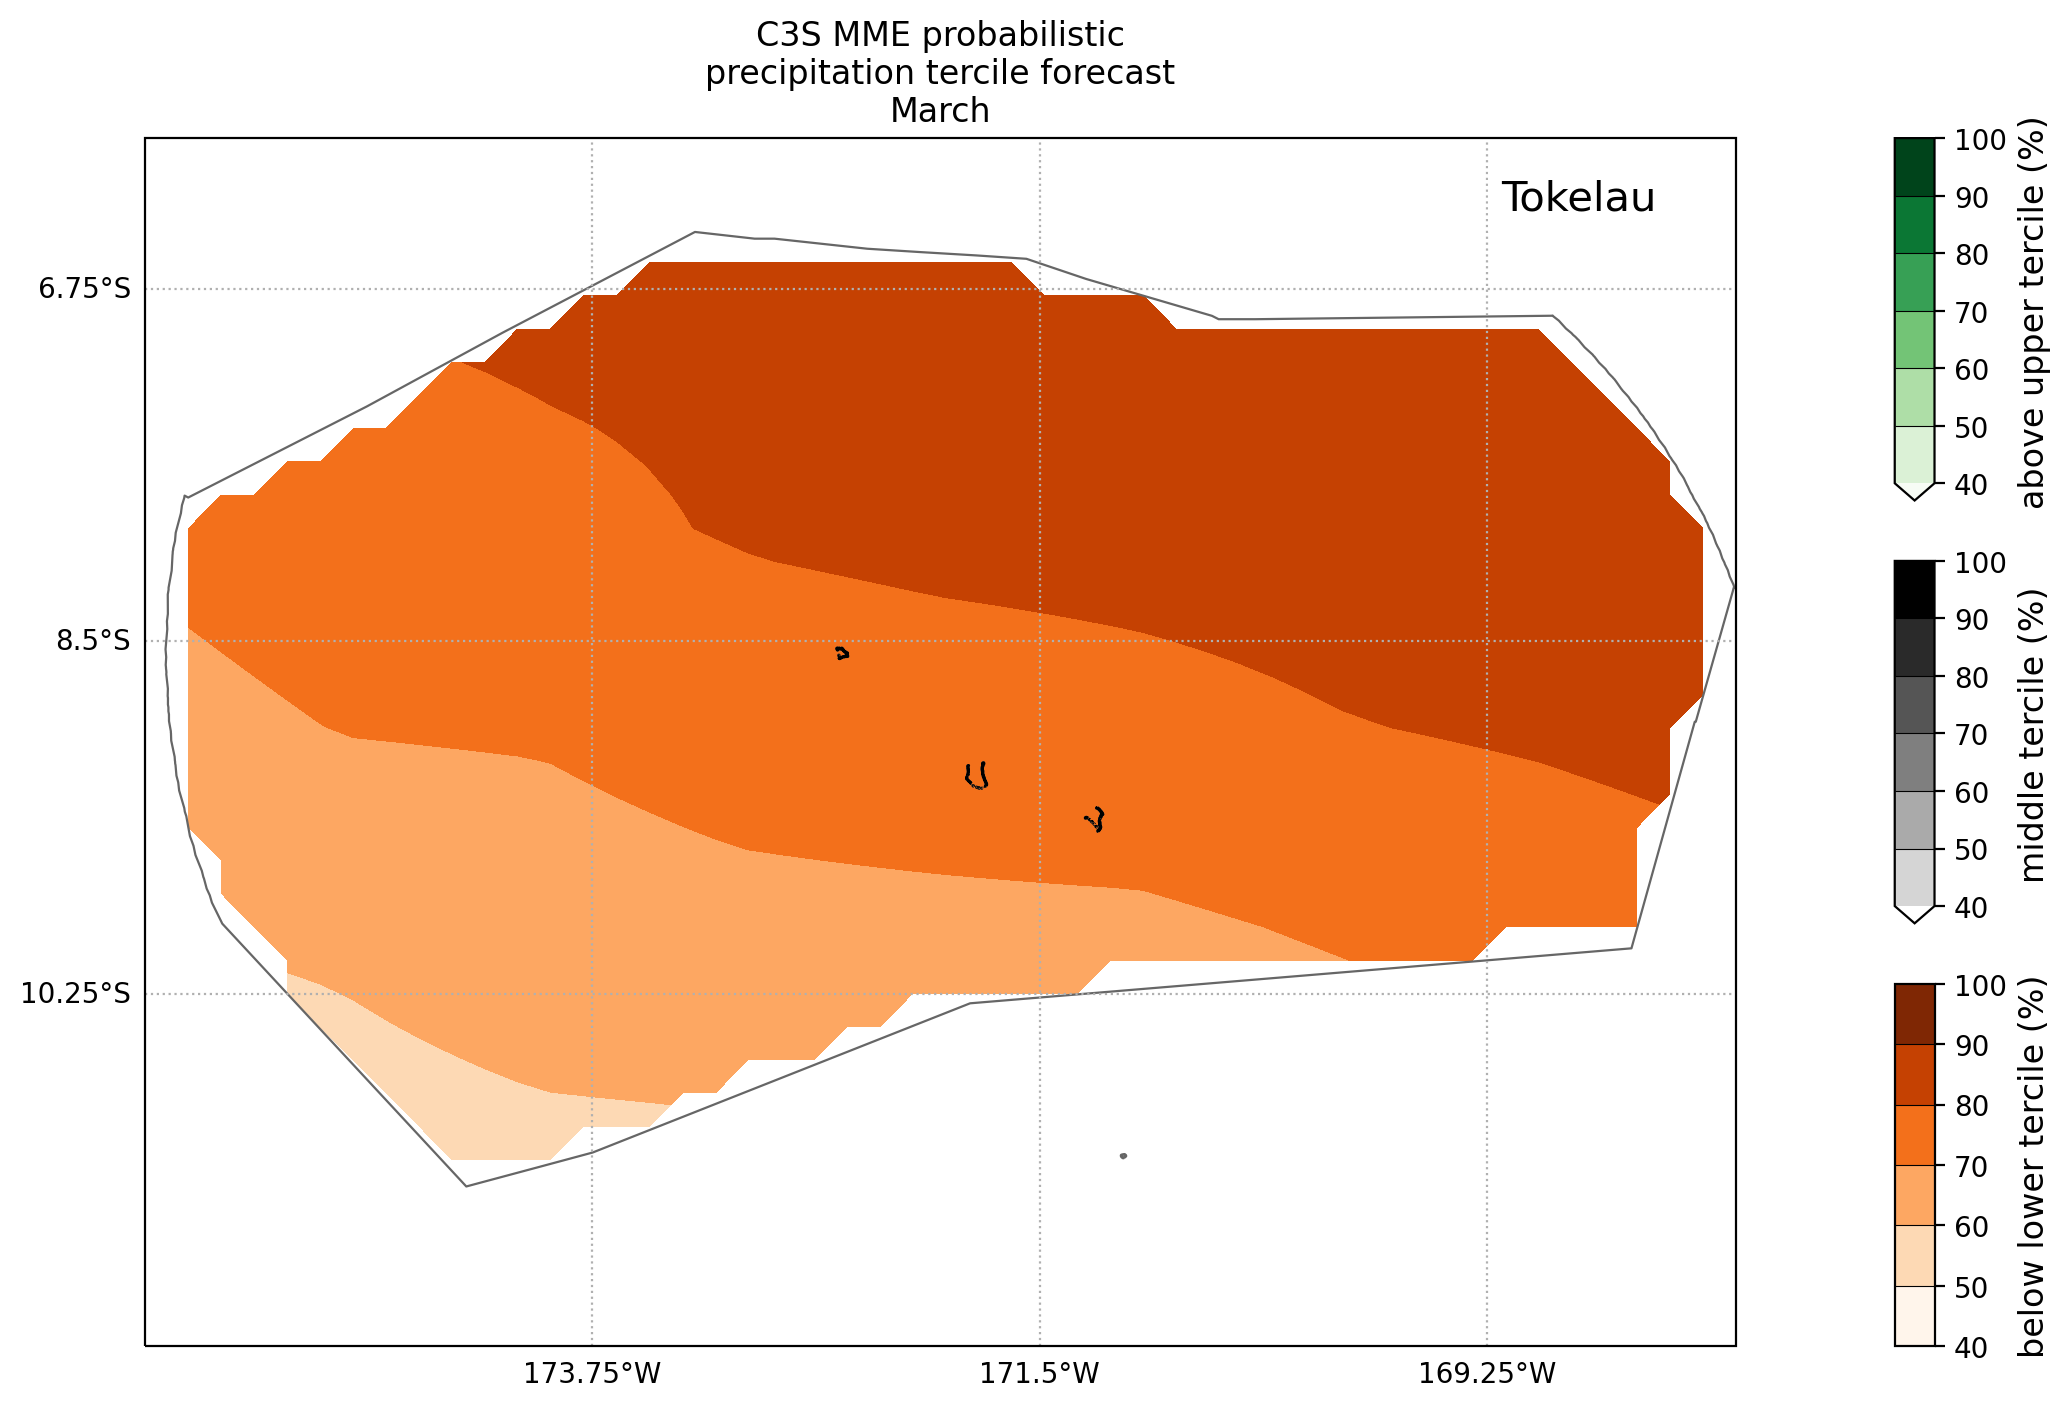 C3S MME probabilistic
precipitation tercile forecast
March
Tokelau
6.75°S
8.5°S
10.25°S
173.75°W
171.5°W
169.25°W
100
90
80
70
60
50
40
above upper tercile (%)
100
90
80
70
60
50
40
middle tercile (%)
100
90
80
70
60
50
40
below lower tercile (%)